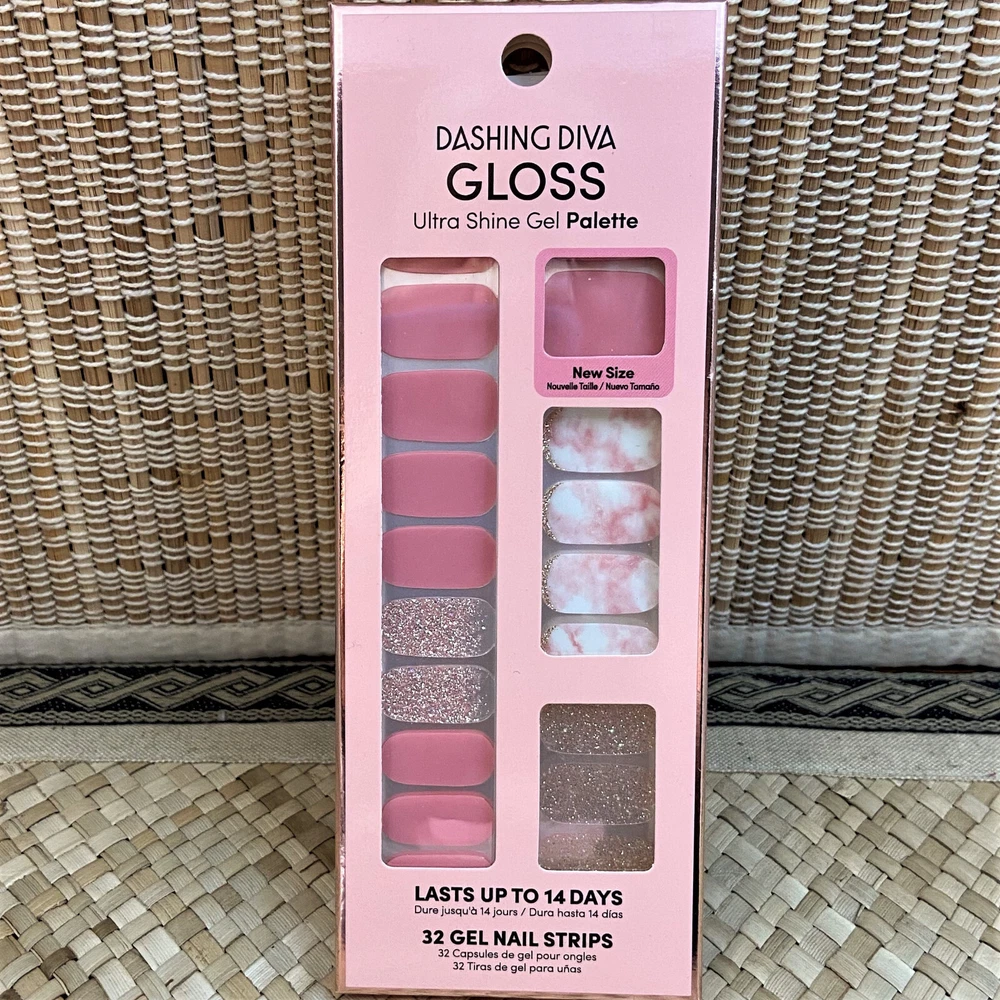 DASHING DIVA
GLOSS
Ultra Shine Gel Palette
New Size
Nouvelle Taille / Nuevo Tamaño
LASTS UP TO 14 DAYS
Dure jusqu'à 14 jours / Dura hasta 14 días
32 GEL NAIL STRIPS
32 Capsules de gel pour ongles
32 Tiras de gel para uñas